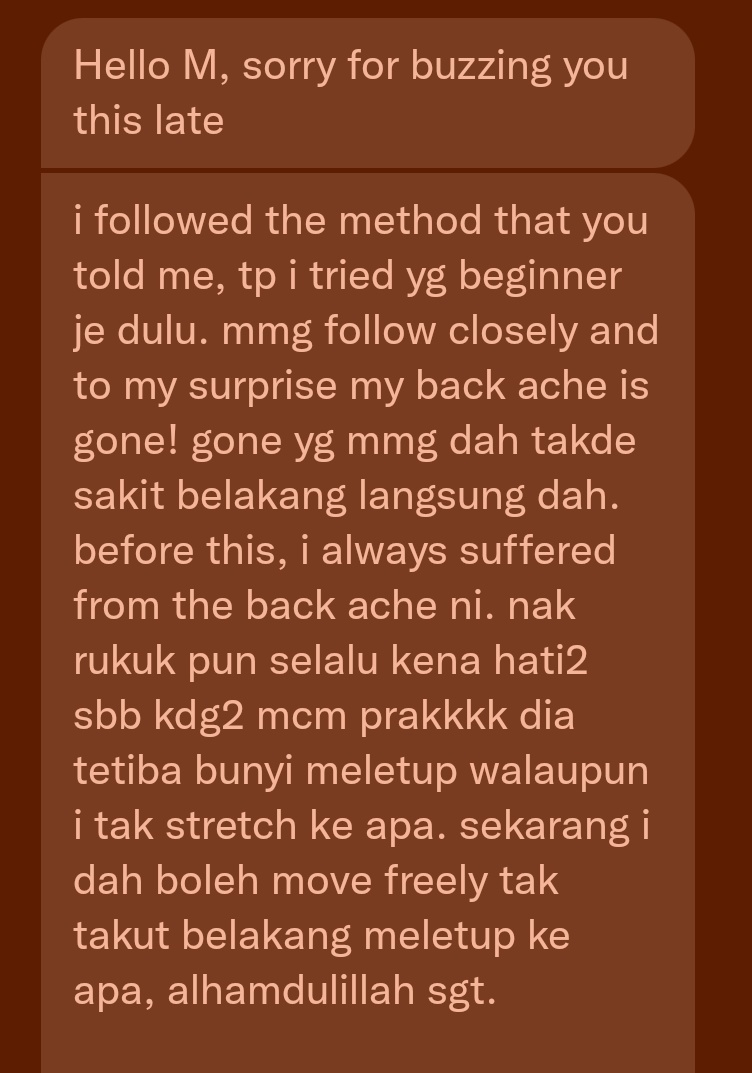 Hello M, sorry for buzzing you
this late
i followed the method that you
told me, tp i tried yg beginner
je dulu. mmg follow closely and
to my surprise my back ache is
gone! gone yg mmg dah takde
sakit belakang langsung dah.
before this, i always suffered
from the back ache ni. nak
rukuk pun selalu kena hati2
sbb kdg2 mcm prakkkk dia
tetiba bunyi meletup walaupun
i tak stretch ke apa. sekarang i
dah boleh move freely tak
takut belakang meletup ke
apa, alhamdulillah sgt.